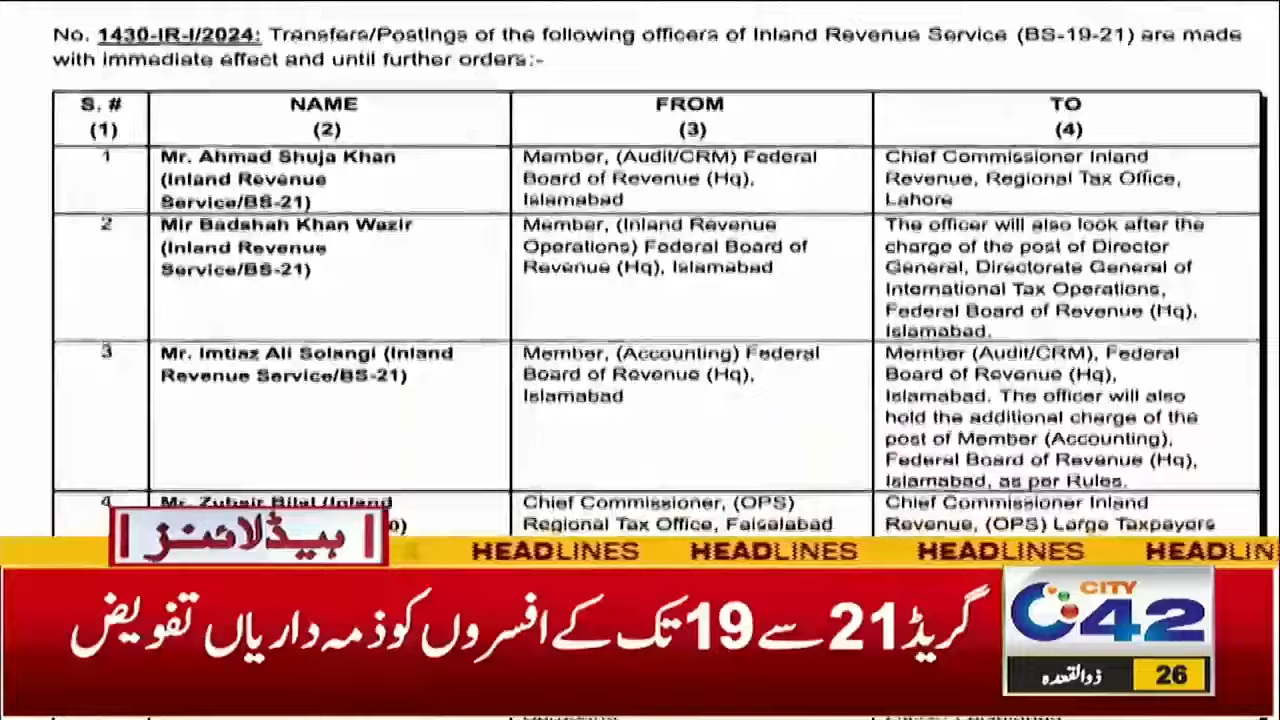 No. 1430-IR-I/2024: Transfers/Postings of the following officers of Inland Revenue Service (BS-19-21) are made
with immediate effect and until further orders:-
S. #
(1)
NAME
(2)
FROM
(3)
TO
(4)
1
Mr. Ahmad Shuja Khan
(Inland Revenue
Service/BS-21)
Member, (Audit/CRM) Federal
Board of Revenue (Hq),
Islamabad
Chief Commissioner Inland
Revenue, Regional Tax Office,
Lahore
2
Mir Badshah Khan Wazir
(Inland Revenue
Service/BS-21)
Member, (Inland Revenue
Operations) Federal Board of
Revenue (Hq), Islamabad
The officer will also look after the
charge of the post of Director
General, Directorate General of
International Tax Operations,
Federal Board of Revenue (Hq),
Islamabad.
3
Mr. Imtiaz Ali Solangi (Inland
Revenue Service/BS-21)
Member, (Accounting) Federal
Board of Revenue (Hq),
Islamabad
Member (Audit/CRM), Federal
Board of Revenue (Hq),
Islamabad. The officer will also
hold the additional charge of the
post of Member (Accounting),
Federal Board of Revenue (Hq),
Islamabad, as per Rules.
4
Mr. Zubair Bilal (Inland
0)
Chief Commissioner, (OPS)
Regional Tax Office, Faisalabad
Chief Commissioner Inland
Revenue, (OPS) Large Taxpayers
ہیڈلائنز
HEADLINES HEADLINES HEADLINES HEADLIN
گریڈ 21 سے 19 تک کے افسروں کو ذمہ داریاں تفویض
CITY
42
ذوالقعدہ 26